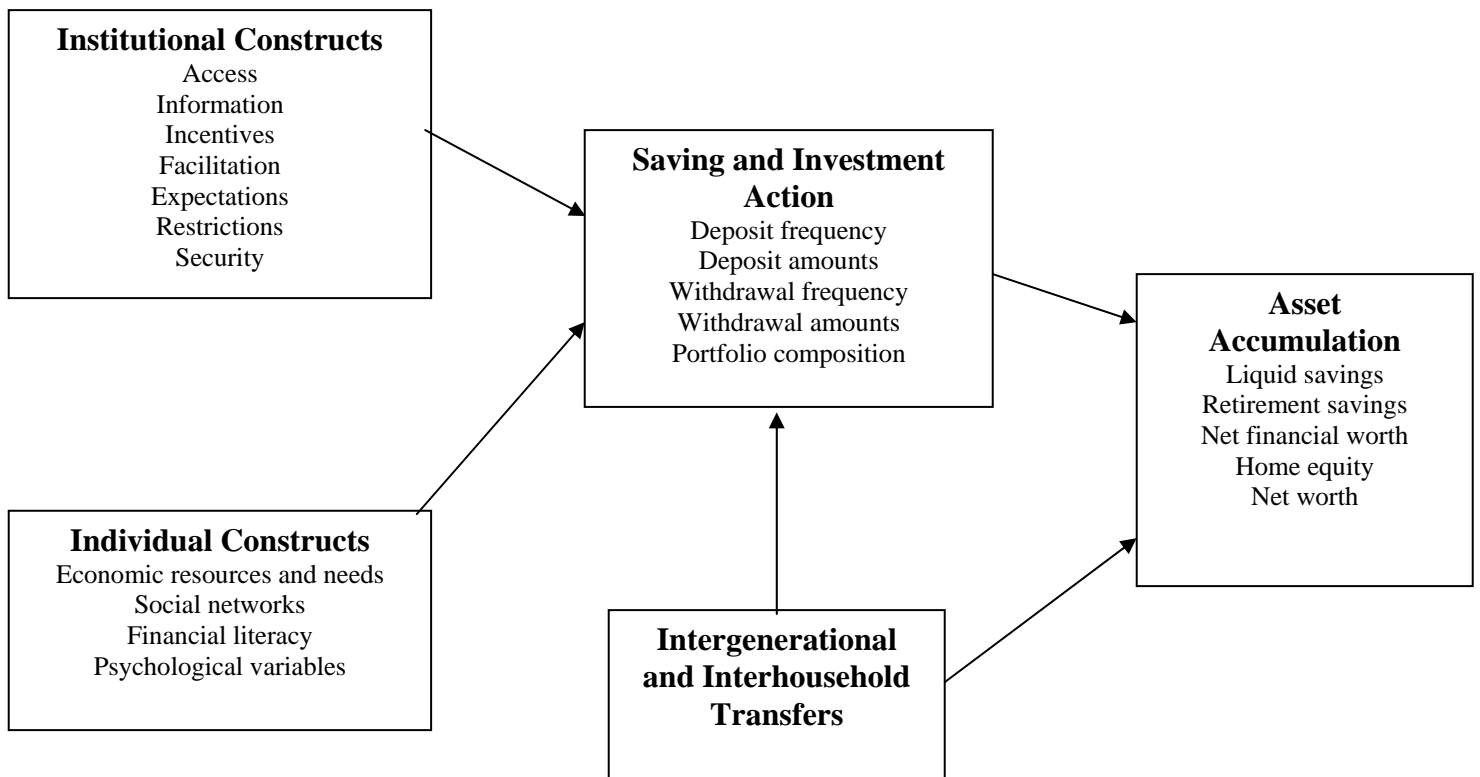 Institutional Constructs
Access
Information
Incentives
Facilitation
Expectations
Restrictions
Security
Saving and Investment
Action
Deposit frequency
Deposit amounts
Withdrawal frequency
Withdrawal amounts
Portfolio composition
Asset
Accumulation
Liquid savings
Retirement savings
Net financial worth
Home equity
Net worth
Individual Constructs
Economic resources and needs
Social networks
Financial literacy
Psychological variables
Intergenerational
and Interhousehold
Transfers